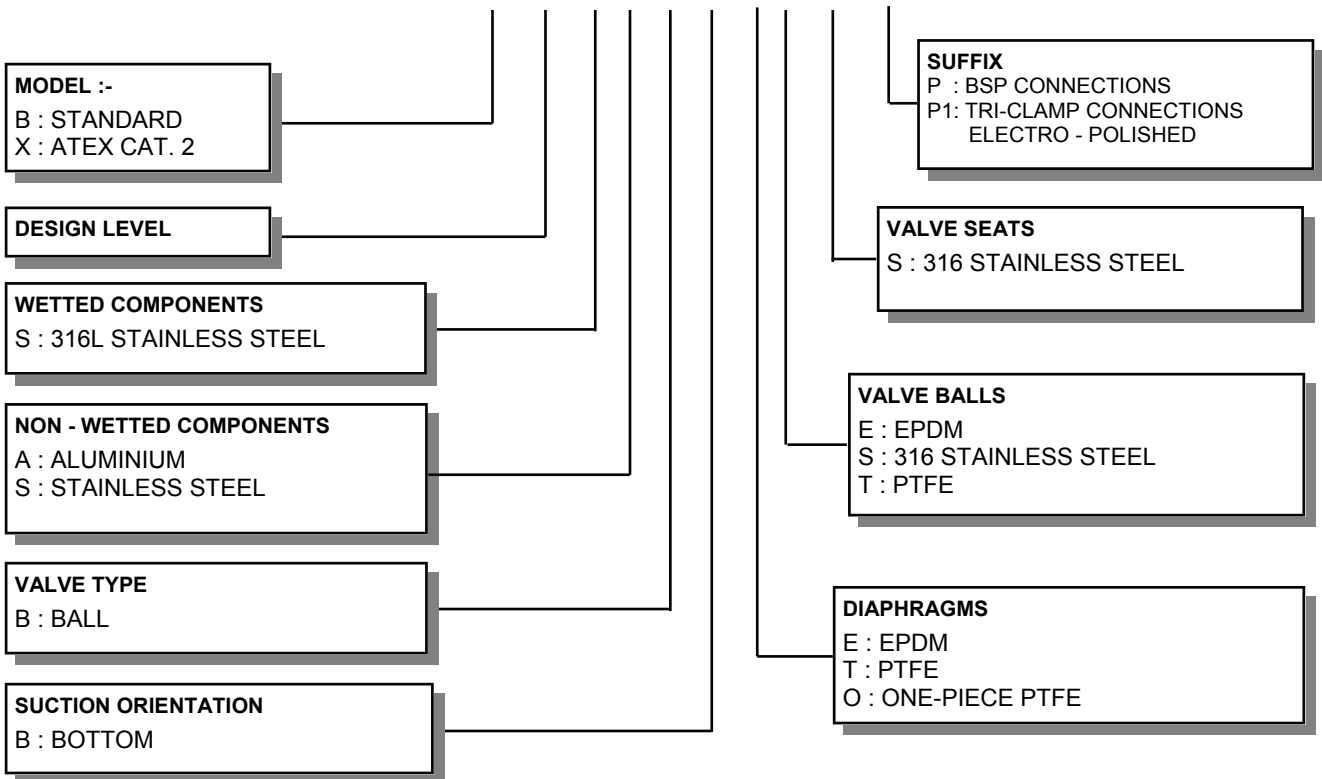 MODEL :-
B : STANDARD
X : ATEX CAT. 2
DESIGN LEVEL
WETTED COMPONENTS
S : 316L STAINLESS STEEL
NON - WETTED COMPONENTS
A : ALUMINIUM
S : STAINLESS STEEL
VALVE TYPE
B : BALL
SUCTION ORIENTATION
B : BOTTOM
SUFFIX
P : BSP CONNECTIONS
P1: TRI-CLAMP CONNECTIONS
ELECTRO - POLISHED
VALVE SEATS
S : 316 STAINLESS STEEL
VALVE BALLS
E : EPDM
S : 316 STAINLESS STEEL
T : PTFE
DIAPHRAGMS
E : EPDM
T : PTFE
O : ONE-PIECE PTFE